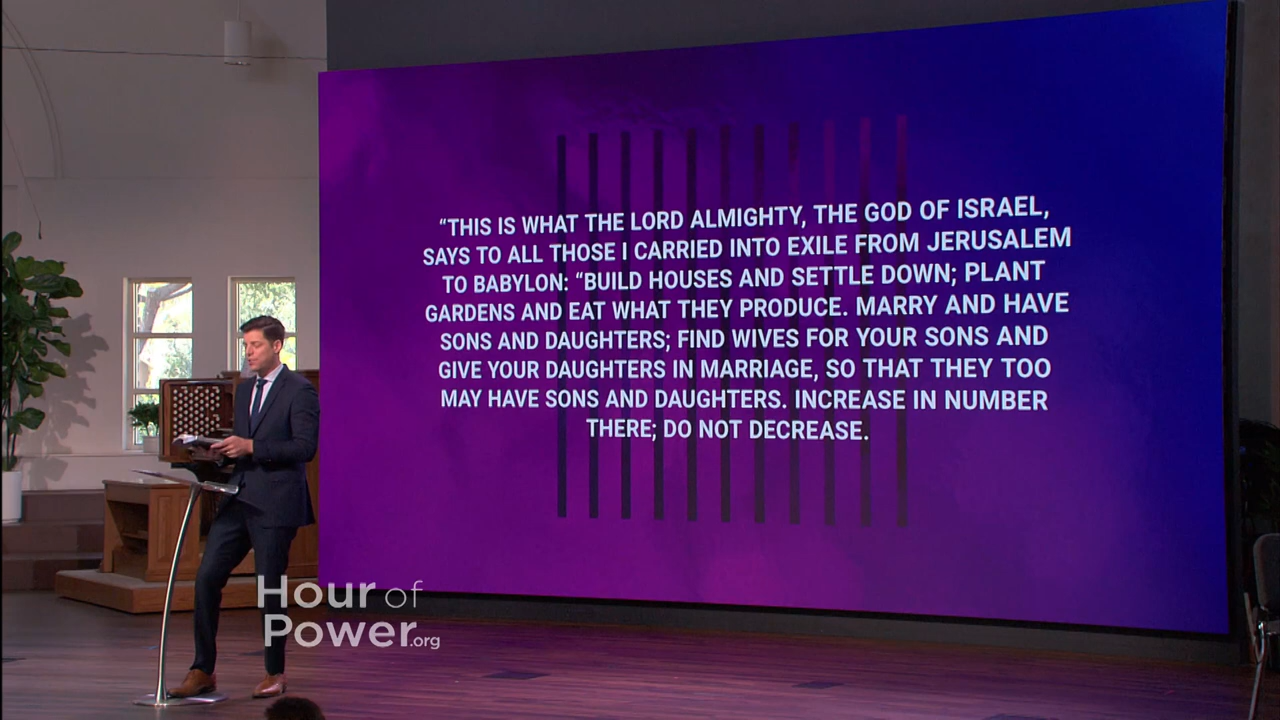 “THIS IS WHAT THE LORD ALMIGHTY, THE GOD OF ISRAEL,
SAYS TO ALL THOSE I CARRIED INTO EXILE FROM JERUSALEM
TO BABYLON: “BUILD HOUSES AND SETTLE DOWN; PLANT
GARDENS AND EAT WHAT THEY PRODUCE. MARRY AND HAVE
SONS AND DAUGHTERS; FIND WIVES FOR YOUR SONS AND
GIVE YOUR DAUGHTERS IN MARRIAGE, SO THAT THEY TOO
MAY HAVE SONS AND DAUGHTERS. INCREASE IN NUMBER
THERE; DO NOT DECREASE.
Hour of
Power.org